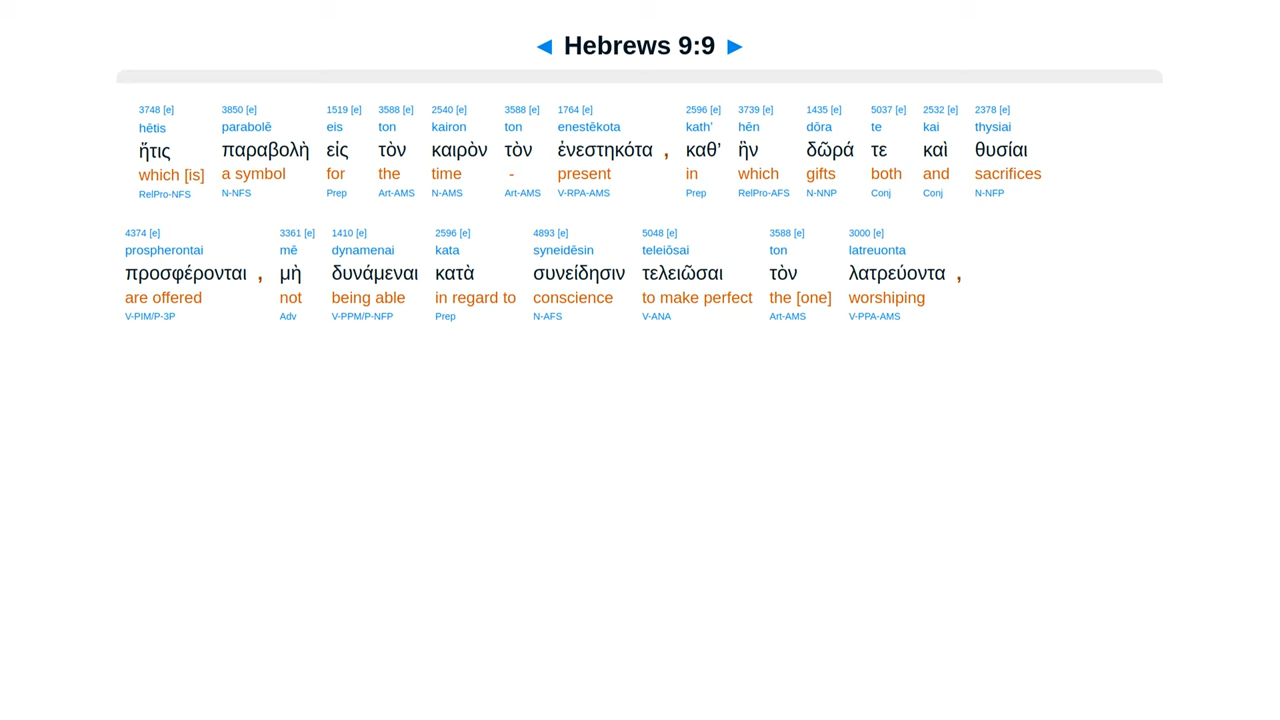 ◄ Hebrews 9:9 ►
3748 [e] 3850 [e] 1519 [e] 3588 [e] 2540 [e] 3588 [e] 1764 [e] 2596 [e] 3739 [e] 1435 [e] 5037 [e] 2532 [e] 2378 [e]
hētis parabolē eis ton kairon ton enestēkota kath’ hēn dōra te kai thysiai
ἥτις παραβολὴ εἰς τὸν καιρὸν τὸν ἐνεστηκότα , καθ’ ἣν δῶρά τε καὶ θυσίαι
which [is] a symbol for the time - present in which gifts both and sacrifices
RelPro-NFS N-NFS Prep Art-AMS N-AMS Art-AMS V-RPA-AMS Prep RelPro-AFS N-NNP Conj Conj N-NFP
4374 [e] 3361 [e] 1410 [e] 2596 [e] 4893 [e] 5048 [e] 3588 [e] 3000 [e]
prospherontai mē dynamenai kata syneidēsin teleiōsai ton latreuonta
προσφέρονται , μὴ δυνάμεναι κατὰ συνείδησιν τελειῶσαι τὸν λατρεύοντα ,
are offered not being able in regard to conscience to make perfect the [one] worshiping
V-PIM/P-3P Adv V-PPM/P-NFP Prep N-AFS V-ANA Art-AMS V-PPA-AMS